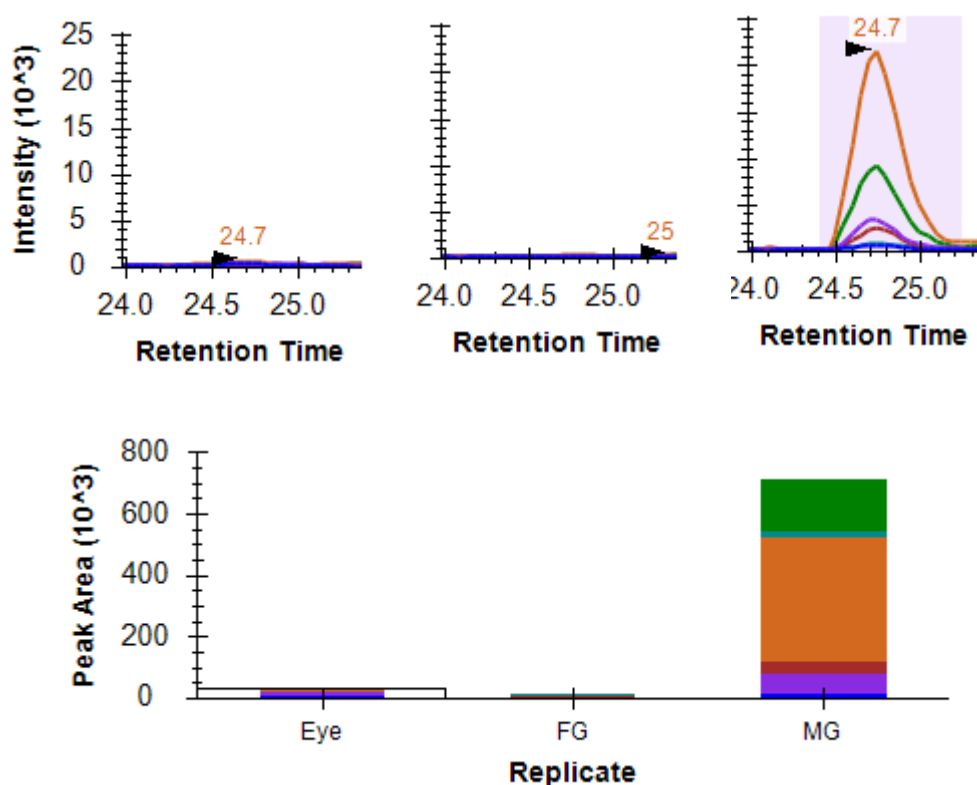 Intensity (10^3)
25
20
15
10
5
0
24.7
24.0 24.5 25.0
Retention Time
25
24.0 24.5 25.0
Retention Time
24.7
24.0 24.5 25.0
Retention Time
Peak Area (10^3)
800
600
400
200
0
Eye FG MG
Replicate